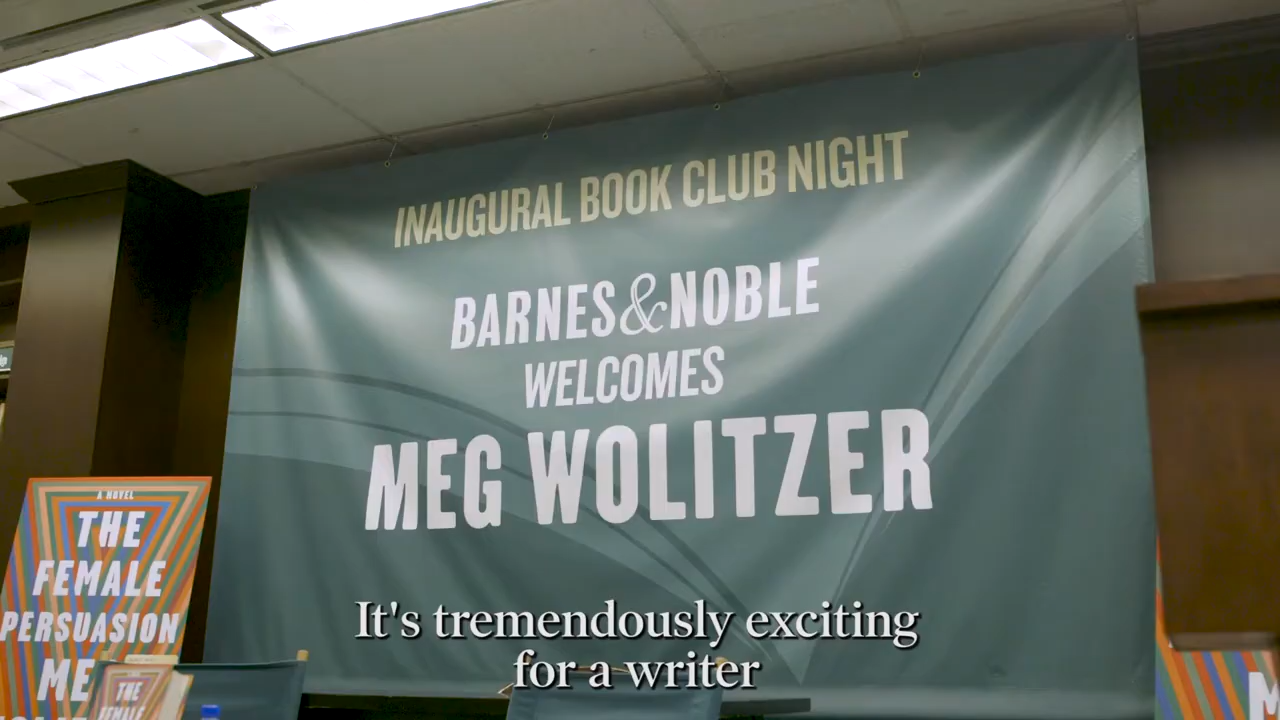 INAUGURAL BOOK CLUB NIGHT
BARNES&NOBLE
WELCOMES
MEG WOLITZER
A NOVEL
THE
FEMALE
PERSUASION
ME
THE
FEMALE
M
It's tremendously exciting
for a writer